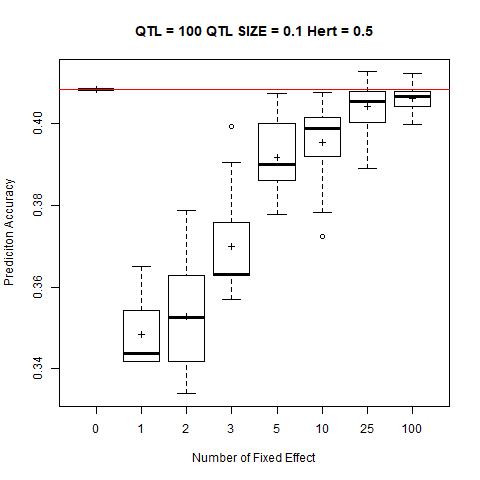 QTL = 100 QTL SIZE = 0.1 Hert = 0.5
Prediciton Accuracy
0.40
0.38
0.36
0.34
0 1 2 3 5 10 25 100
Number of Fixed Effect